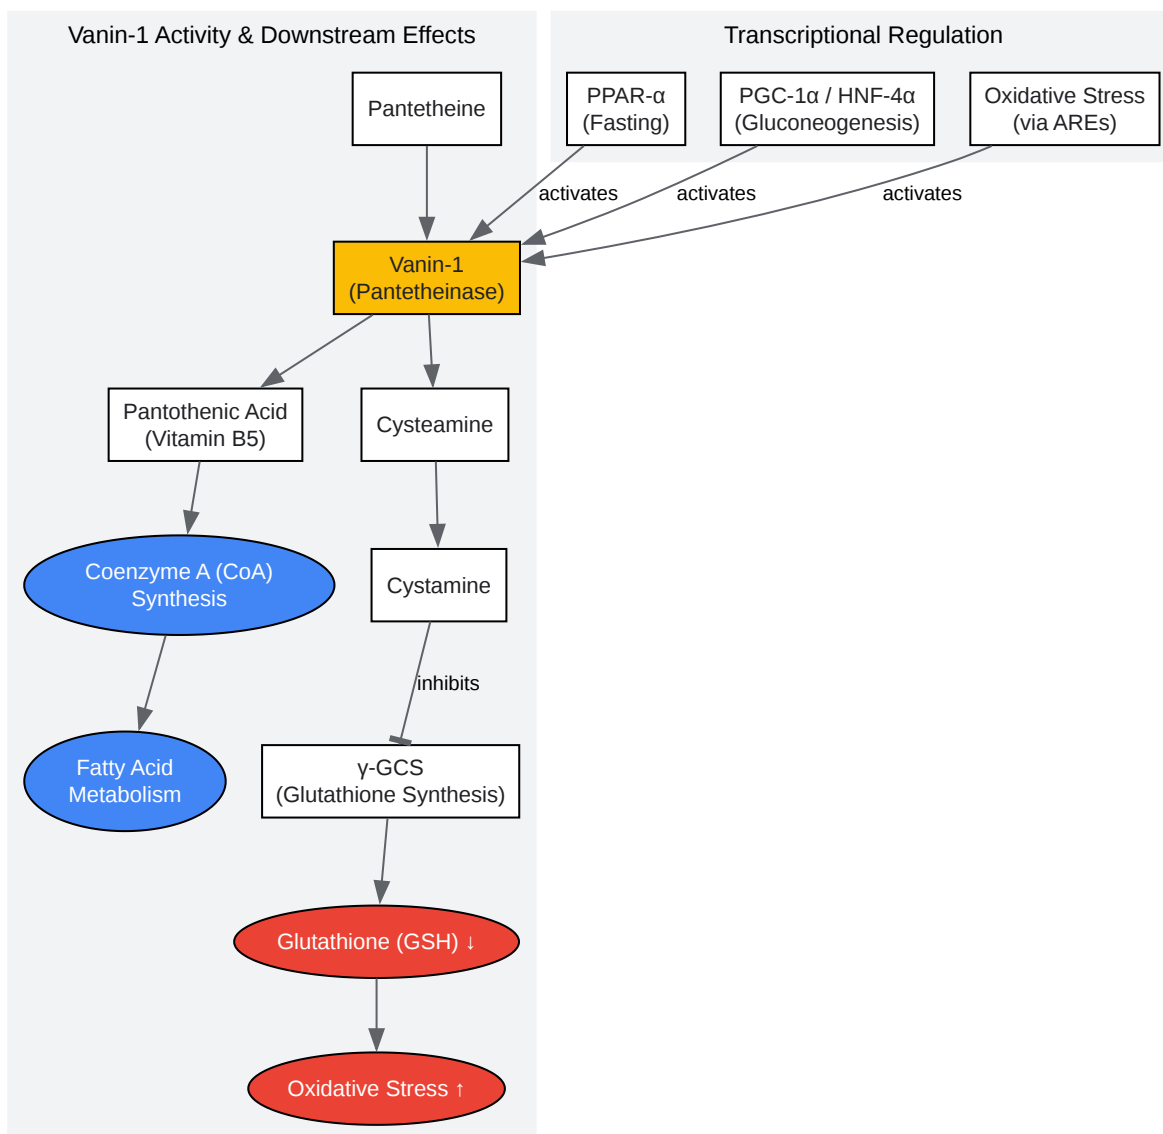 Vanin-1 Activity & Downstream Effects
Transcriptional Regulation
Pantetheine
PPAR-α
(Fasting)
PGC-1α / HNF-4α
(Gluconeogenesis)
Oxidative Stress
(via AREs)
activates
activates
activates
Vanin-1
(Pantetheinase)
Pantothenic Acid
(Vitamin B5)
Cysteamine
Coenzyme A (CoA)
Synthesis
Cystamine
inhibits
Fatty Acid
Metabolism
γ-GCS
(Glutathione Synthesis)
Glutathione (GSH) ↓
Oxidative Stress ↑